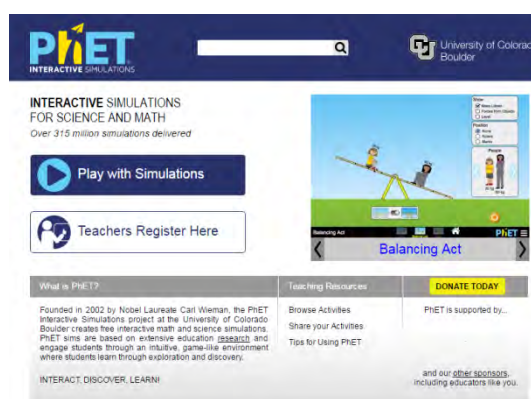 PhET
INTERACTIVE SIMULATIONS
University of Colorado
Boulder
INTERACTIVE SIMULATIONS
FOR SCIENCE AND MATH
Over 315 million simulations delivered
Play with Simulations
Teachers Register Here
Balancing Act
PhET
Balancing Act
What is PhET?
Founded in 2002 by Nobel Laureate Carl Wieman, the PhET
Interactive Simulations project at the University of Colorado
Boulder creates free interactive math and science simulations.
PhET sims are based on extensive education research and
engage students through an intuitive, game-like environment
where students learn through exploration and discovery.
INTERACT, DISCOVER, LEARN!
Teaching Resources
Browse Activities
Share your Activities
Tips for Using PhET
DONATE TODAY
PhET is supported by...
and our other sponsors,
including educators like you.